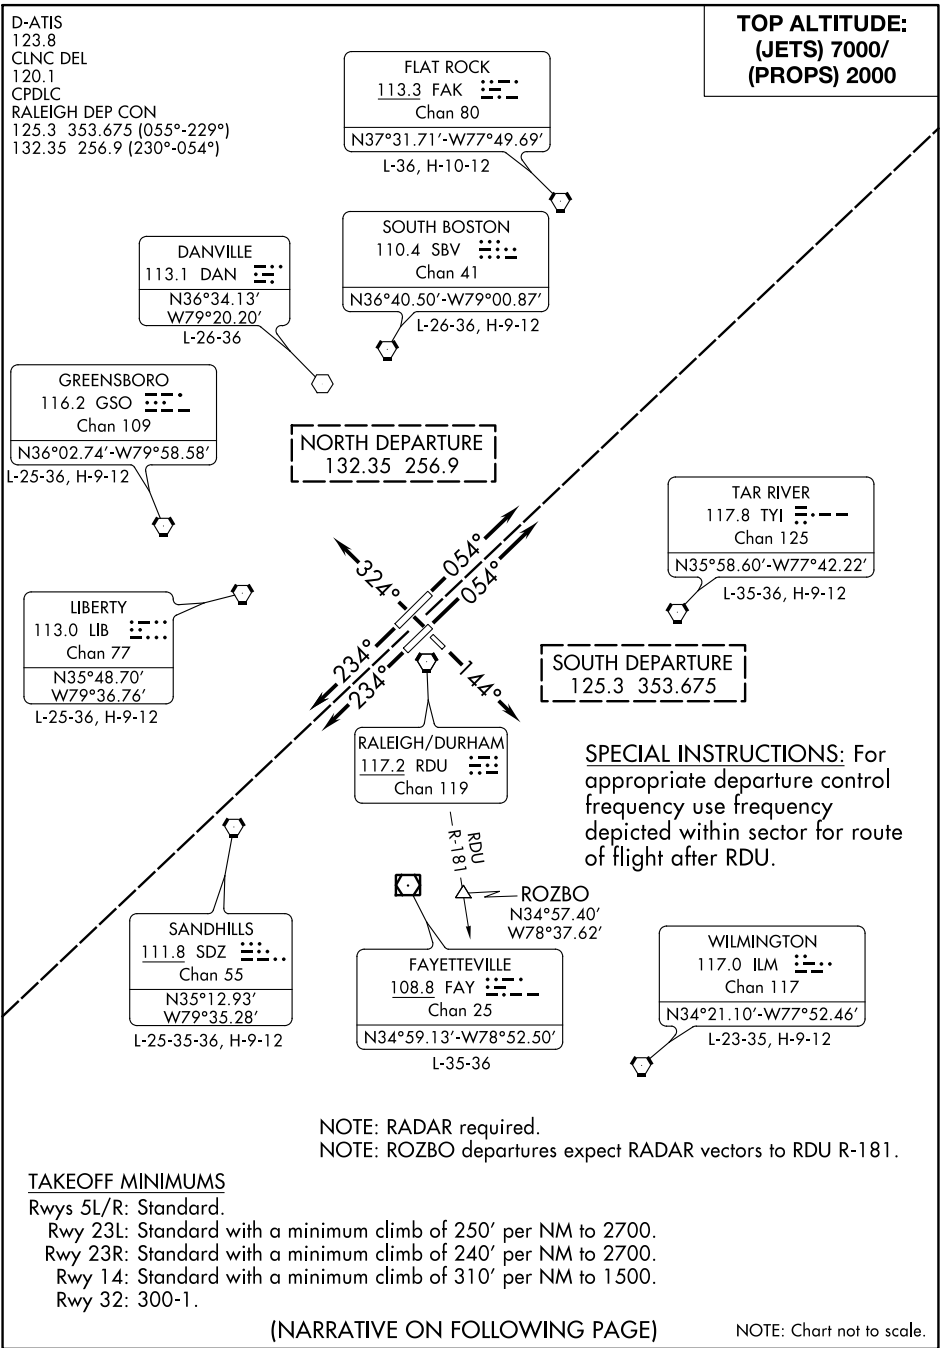 D-ATIS
123.8
CLNC DEL
120.1
CPDLC
RALEIGH DEP CON
125.3 353.675 (055°-229°)
132.35 256.9 (230°-054°)
TOP ALTITUDE:
(JETS) 7000/
(PROPS) 2000
FLAT ROCK
113.3 FAK
Chan 80
N37°31.71′-W77°49.69′
L-36, H-10-12
SOUTH BOSTON
110.4 SBV
Chan 41
N36°40.50′-W79°00.87′
L-26-36, H-9-12
DANVILLE
113.1 DAN
N36°34.13′
W79°20.20′
L-26-36
GREENSBORO
116.2 GSO
Chan 109
N36°02.74′-W79°58.58′
L-25-36, H-9-12
NORTH DEPARTURE
132.35 256.9
TAR RIVER
117.8 TYI
Chan 125
N35°58.60′-W77°42.22′
L-35-36, H-9-12
LIBERTY
113.0 LIB
Chan 77
N35°48.70′
W79°36.76′
L-25-36, H-9-12
324°
054°
054°
234°
234°
144°
SOUTH DEPARTURE
125.3 353.675
RALEIGH/DURHAM
117.2 RDU
Chan 119
SPECIAL INSTRUCTIONS: For
appropriate departure control
frequency use frequency
depicted within sector for route
of flight after RDU.
RDU
R-181
ROZBO
N34°57.40′
W78°37.62′
SANDHILLS
111.8 SDZ
Chan 55
N35°12.93′
W79°35.28′
L-25-35-36, H-9-12
FAYETTEVILLE
108.8 FAY
Chan 25
N34°59.13′-W78°52.50′
L-35-36
WILMINGTON
117.0 ILM
Chan 117
N34°21.10′-W77°52.46′
L-23-35, H-9-12
NOTE: RADAR required.
NOTE: ROZBO departures expect RADAR vectors to RDU R-181.
TAKEOFF MINIMUMS
Rwys 5L/R: Standard.
Rwy 23L: Standard with a minimum climb of 250′ per NM to 2700.
Rwy 23R: Standard with a minimum climb of 240′ per NM to 2700.
Rwy 14: Standard with a minimum climb of 310′ per NM to 1500.
Rwy 32: 300-1.
(NARRATIVE ON FOLLOWING PAGE)
NOTE: Chart not to scale.